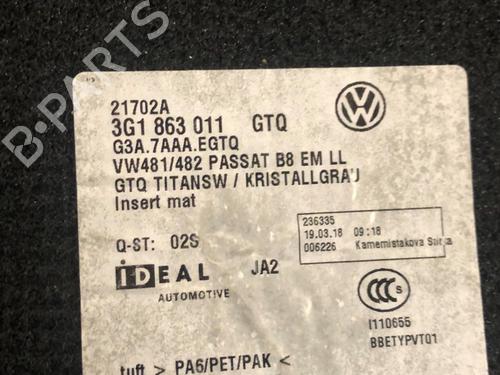 B-PARTS
21702A
3G1 863 011 GTQ
G3A.7AAA.EGTQ
VW481/482 PASSAT B8 EM LL
GTQ TITANSW / KRISTALLGRAU
Insert mat
236335
19.03.18 09:18
006226 Kamemistakova
Q-ST: 02S
IDEAL JA2
AUTOMOTIVE
CCC
I110655
BBETYPVT01
tuft > PA6/PET/PAK <